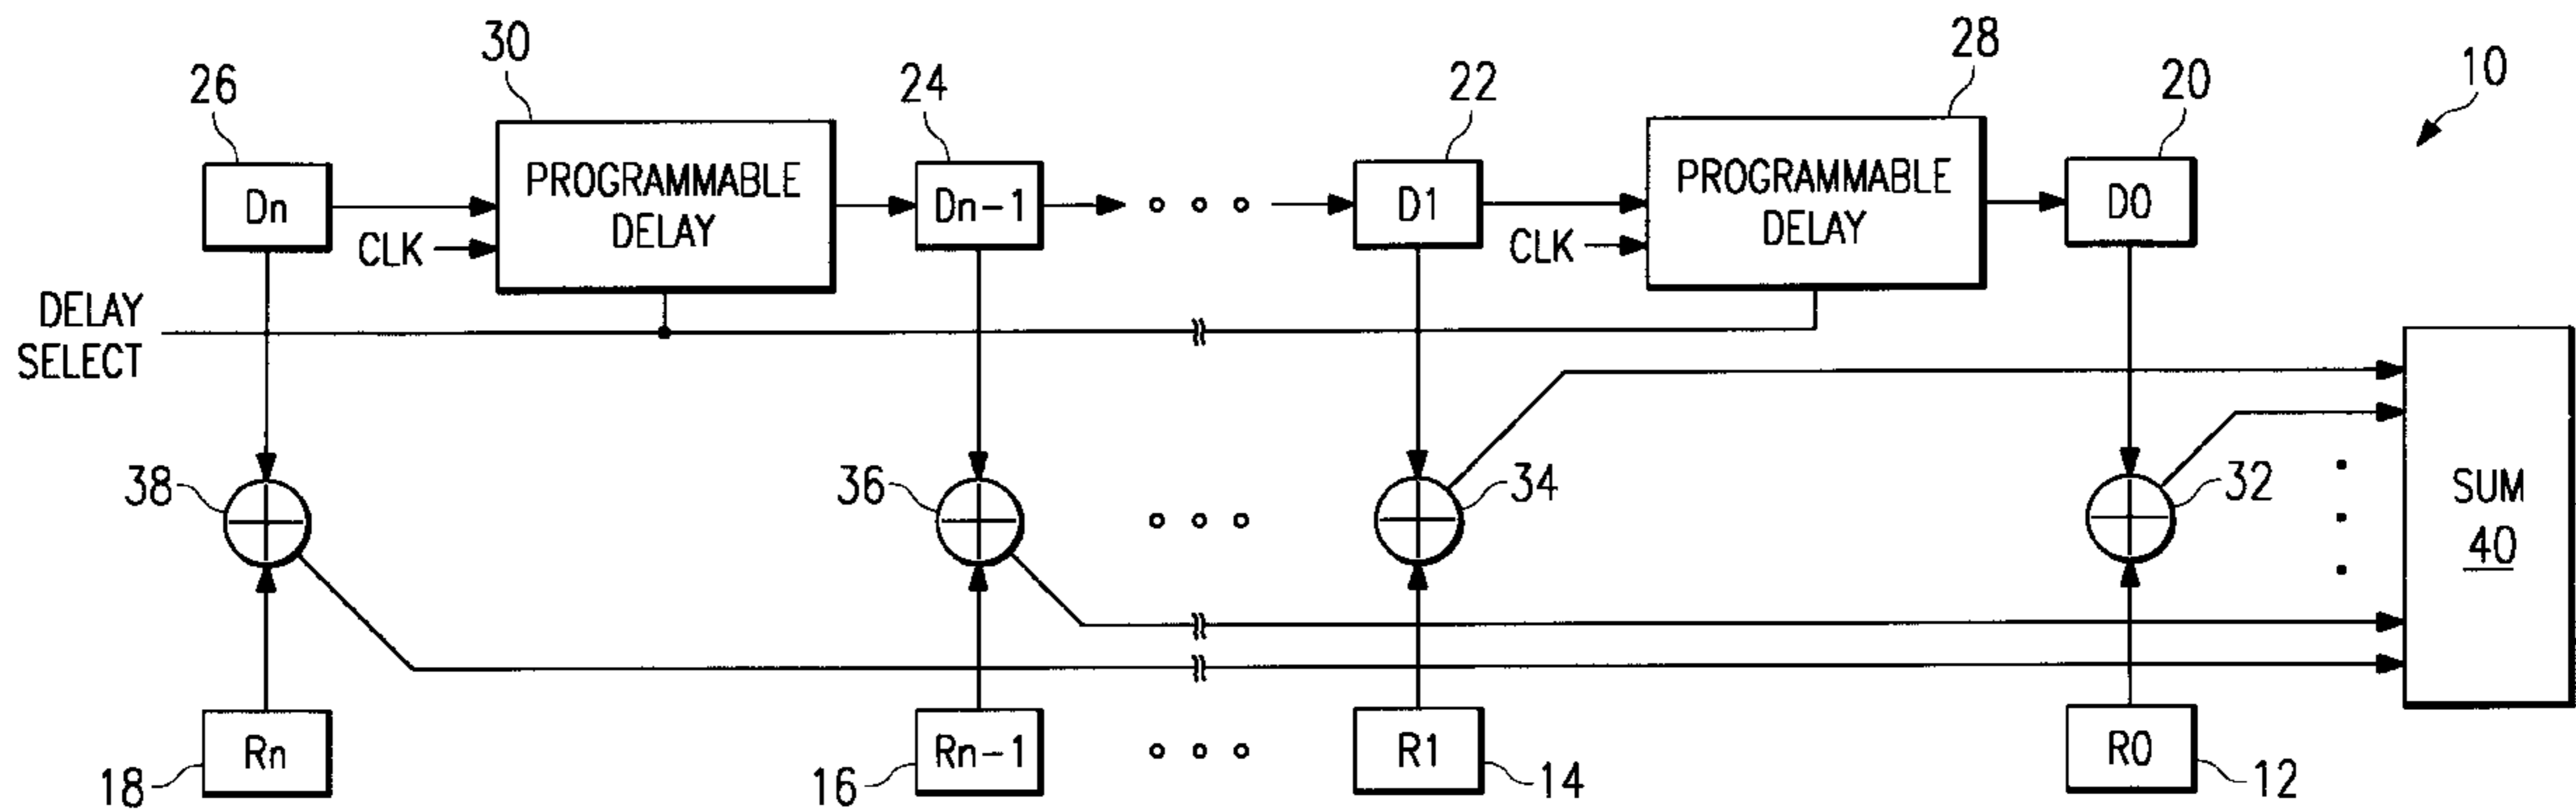 30
28
10
26
24
22
20
Dn
PROGRAMMABLE
DELAY
Dn-1
D1
PROGRAMMABLE
DELAY
D0
CLK
CLK
DELAY
SELECT
38
36
34
32
SUM
40
Rn
Rn-1
R1
R0
18
16
14
12